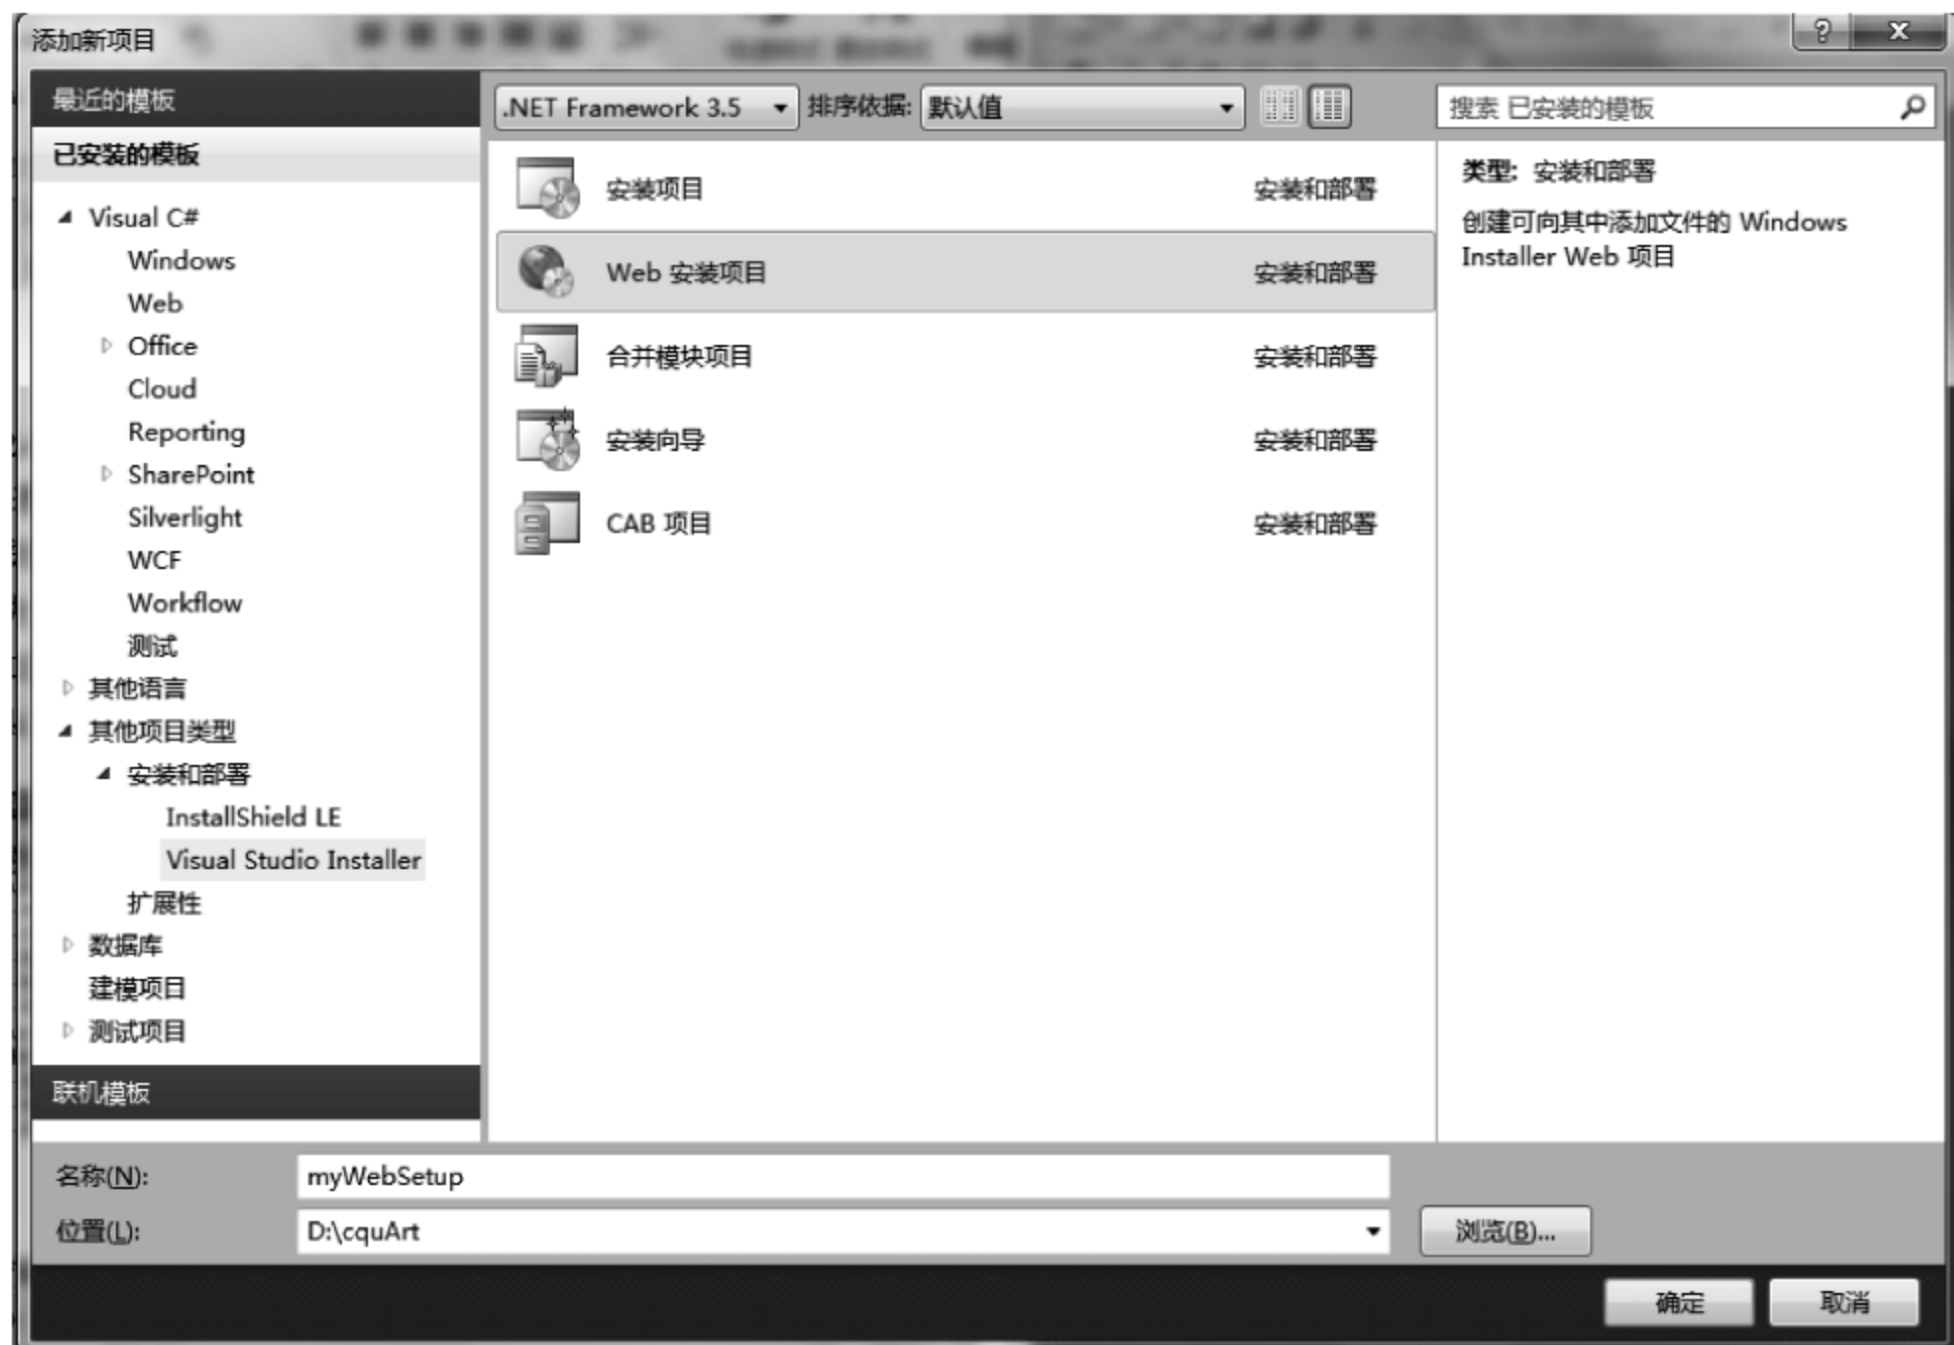 添加新项目
最近的模板
已安装的模板
Visual C#
Windows
Web
Office
Cloud
Reporting
SharePoint
Silverlight
WCF
Workflow
测试
其他语言
其他项目类型
安装和部署
InstallShield LE
Visual Studio Installer
扩展性
数据库
建模项目
测试项目
联机模板
.NET Framework 3.5 排序依据: 默认值
安装项目 安装和部署
Web 安装项目 安装和部署
合并模块项目 安装和部署
安装向导 安装和部署
CAB 项目 安装和部署
搜索 已安装的模板
类型: 安装和部署
创建可向其中添加文件的 Windows
Installer Web 项目
名称(N): myWebSetup
位置(L): D:\cquArt 浏览(B)...
确定 取消